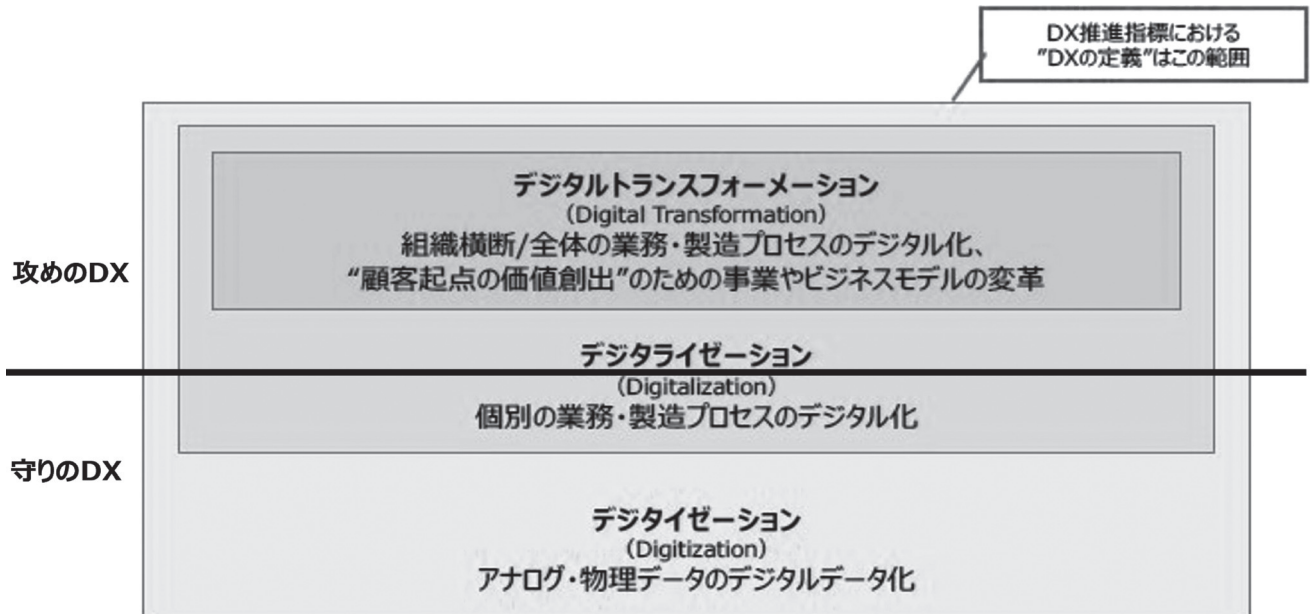 DX推進指標における
”DXの定義”はこの範囲
デジタルトランスフォーメーション
（Digital Transformation）
組織横断/全体の業務・製造プロセスのデジタル化、
“顧客起点の価値創出”のための事業やビジネスモデルの変革
攻めのDX
デジタライゼーション
（Digitalization）
個別の業務・製造プロセスのデジタル化
守りのDX
デジタイゼーション
（Digitization）
アナログ・物理データのデジタルデータ化